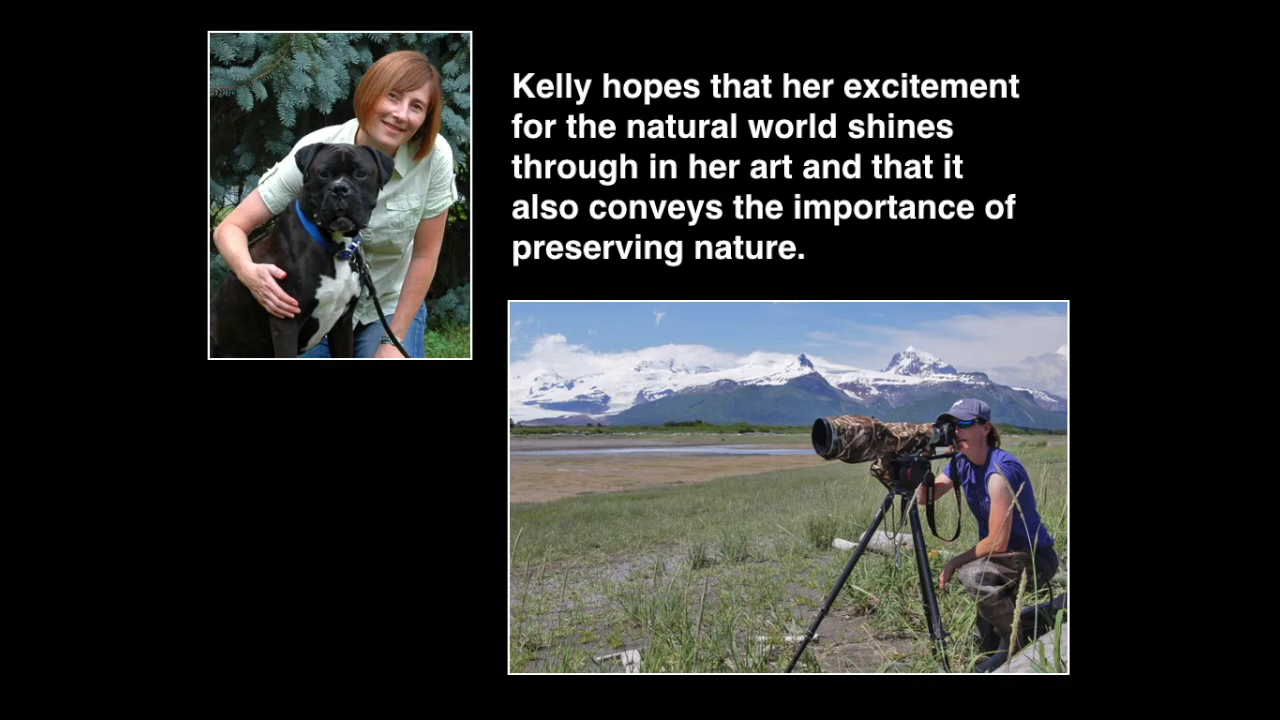 Kelly hopes that her excitement
for the natural world shines
through in her art and that it
also conveys the importance of
preserving nature.